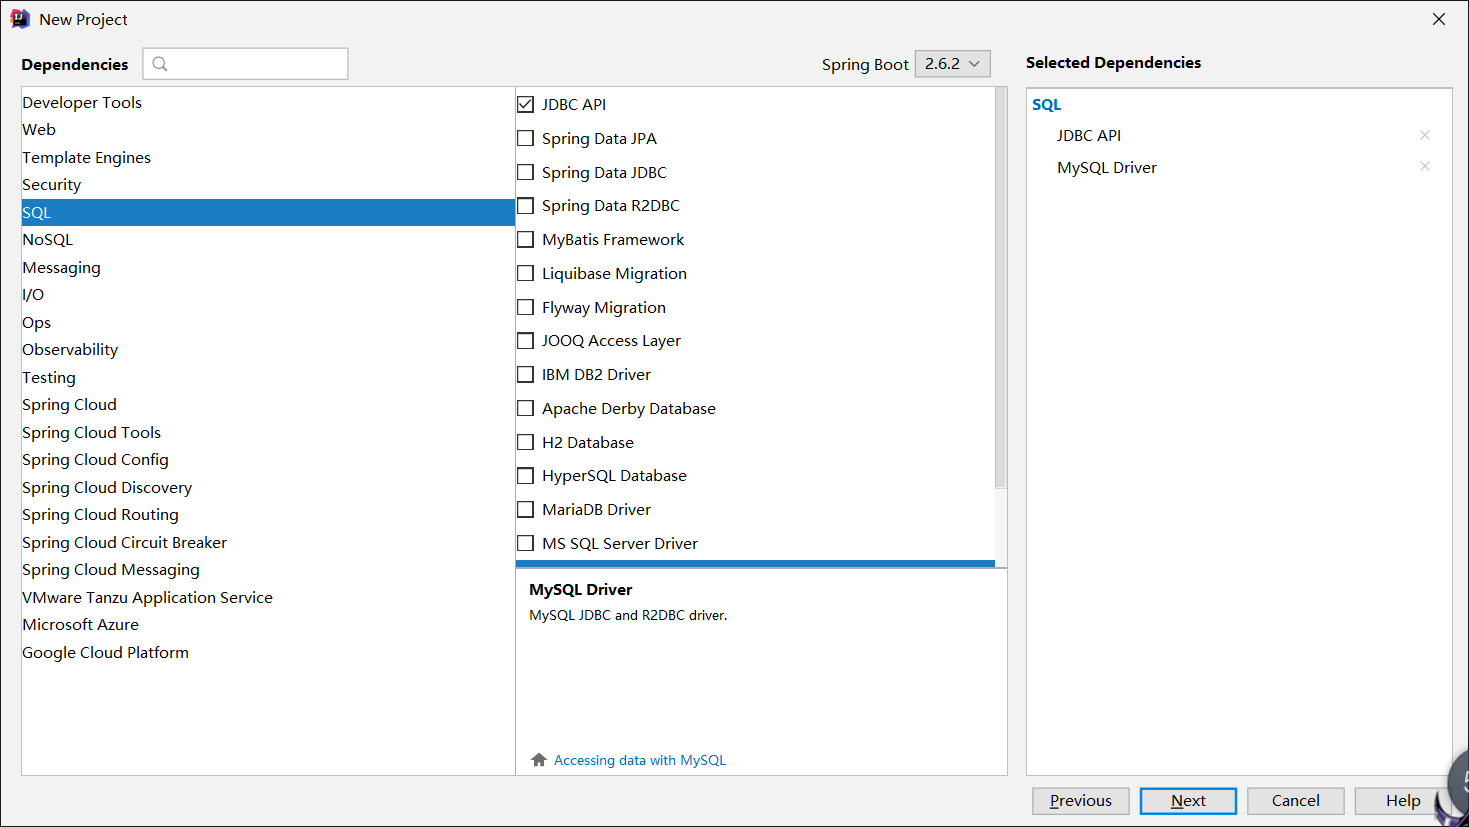 New Project
Dependencies
Spring Boot 2.6.2
Selected Dependencies
Developer Tools
Web
Template Engines
Security
SQL
NoSQL
Messaging
I/O
Ops
Observability
Testing
Spring Cloud
Spring Cloud Tools
Spring Cloud Config
Spring Cloud Discovery
Spring Cloud Routing
Spring Cloud Circuit Breaker
Spring Cloud Messaging
VMware Tanzu Application Service
Microsoft Azure
Google Cloud Platform
JDBC API
Spring Data JPA
Spring Data JDBC
Spring Data R2DBC
MyBatis Framework
Liquibase Migration
Flyway Migration
JOOQ Access Layer
IBM DB2 Driver
Apache Derby Database
H2 Database
HyperSQL Database
MariaDB Driver
MS SQL Server Driver
MySQL Driver
MySQL JDBC and R2DBC driver.
Accessing data with MySQL
SQL
JDBC API
MySQL Driver
Previous
Next
Cancel
Help